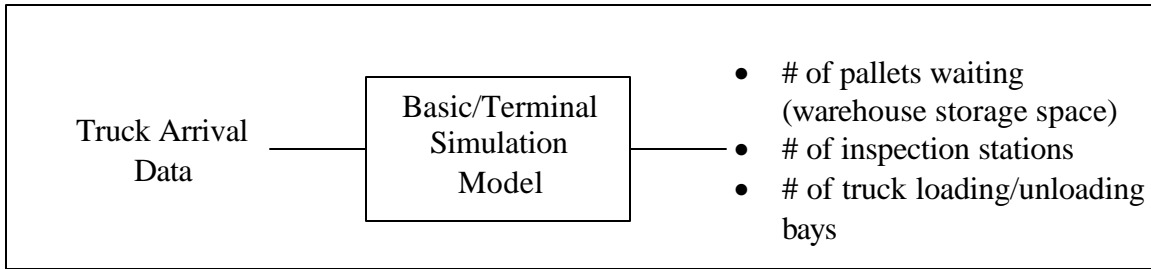 Truck Arrival
Data
Basic/Terminal
Simulation
Model
• # of pallets waiting
(warehouse storage space)
• # of inspection stations
• # of truck loading/unloading
bays